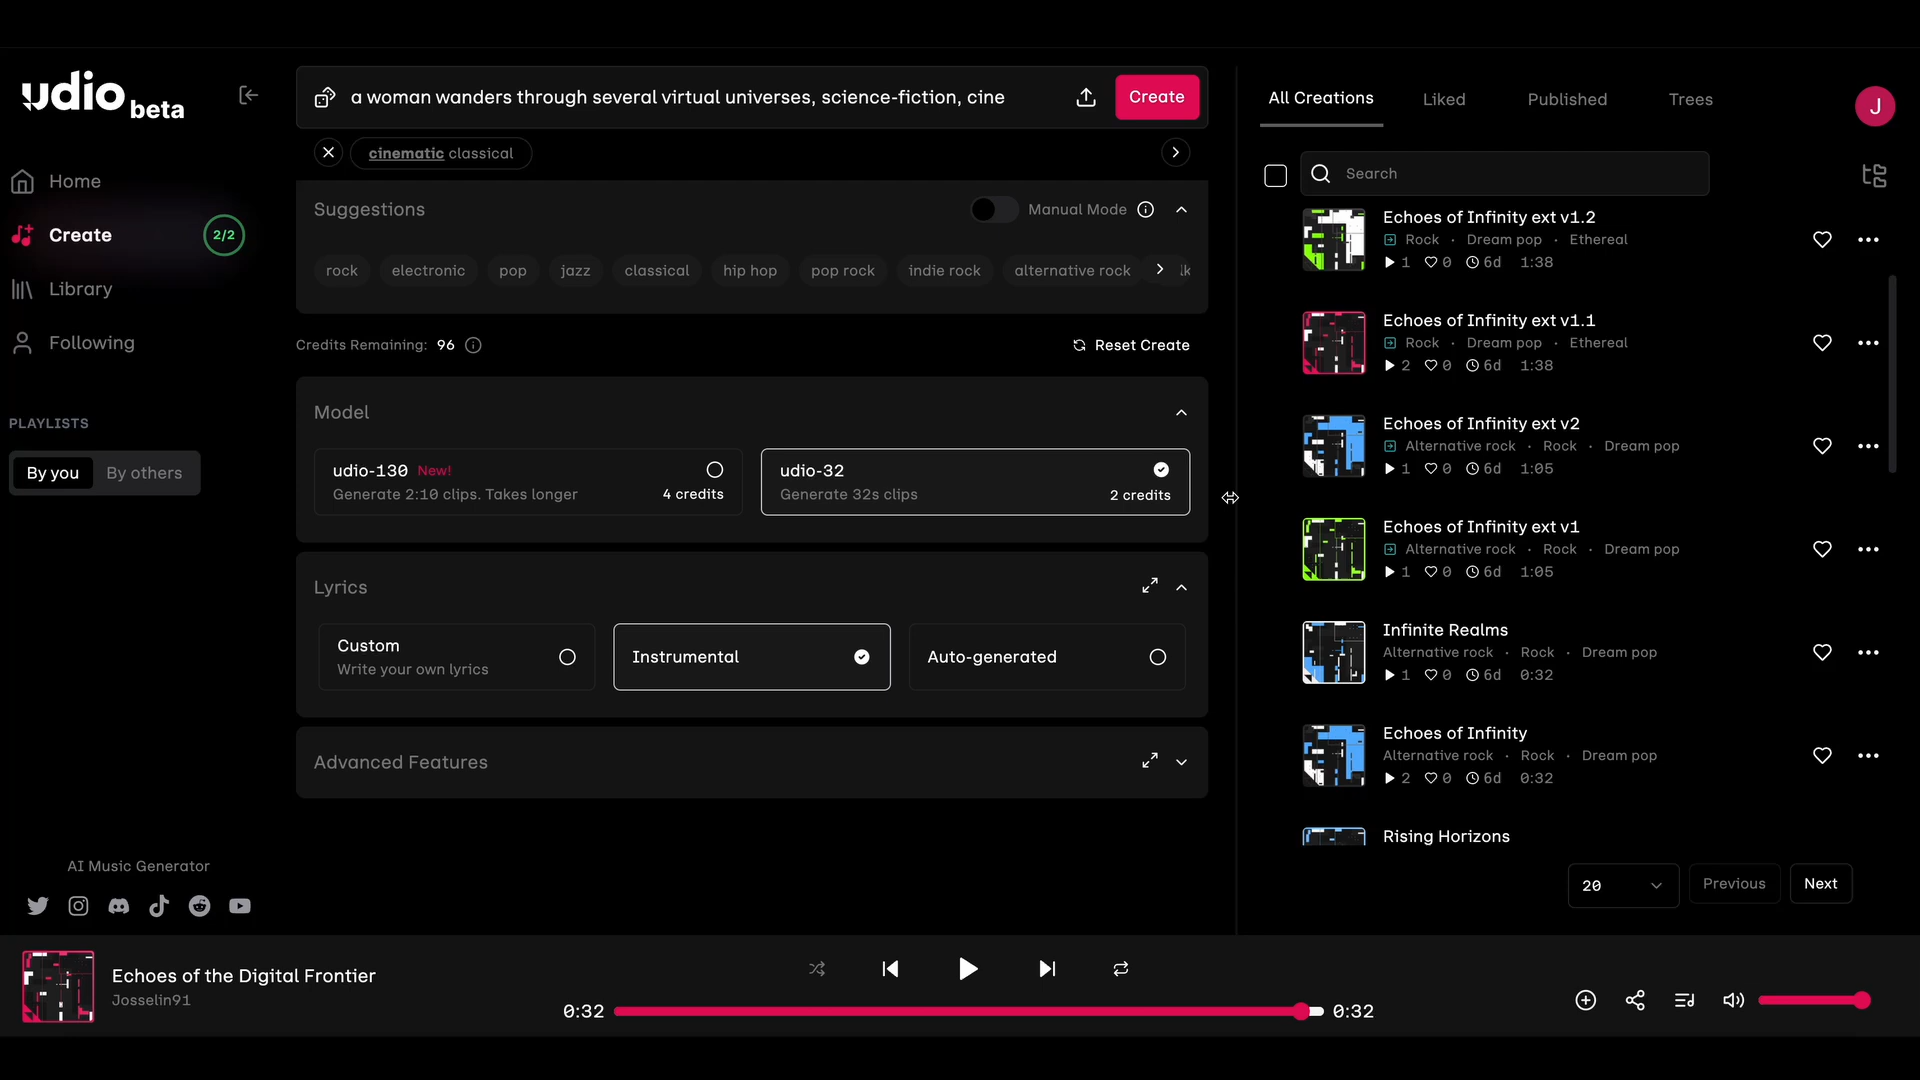 udio beta
Home
Create
2/2
Library
Following
PLAYLISTS
By you
By others
AI Music Generator
a woman wanders through several virtual universes, science-fiction, cine
Create
cinematic classical
Suggestions
Manual Mode
rock
electronic
pop
jazz
classical
hip hop
pop rock
indie rock
alternative rock
lk
Credits Remaining: 96
Reset Create
Model
udio-130 New!
Generate 2:10 clips. Takes longer
4 credits
udio-32
Generate 32s clips
2 credits
Lyrics
Custom
Write your own lyrics
Instrumental
Auto-generated
Advanced Features
All Creations
Liked
Published
Trees
J
Search
Echoes of Infinity ext v1.2
Rock · Dream pop · Ethereal
1 0 6d 1:38
Echoes of Infinity ext v1.1
Rock · Dream pop · Ethereal
2 0 6d 1:38
Echoes of Infinity ext v2
Alternative rock · Rock · Dream pop
1 0 6d 1:05
Echoes of Infinity ext v1
Alternative rock · Rock · Dream pop
1 0 6d 1:05
Infinite Realms
Alternative rock · Rock · Dream pop
1 0 6d 0:32
Echoes of Infinity
Alternative rock · Rock · Dream pop
2 0 6d 0:32
Rising Horizons
20
Previous
Next
Echoes of the Digital Frontier
Josselin91
0:32
0:32